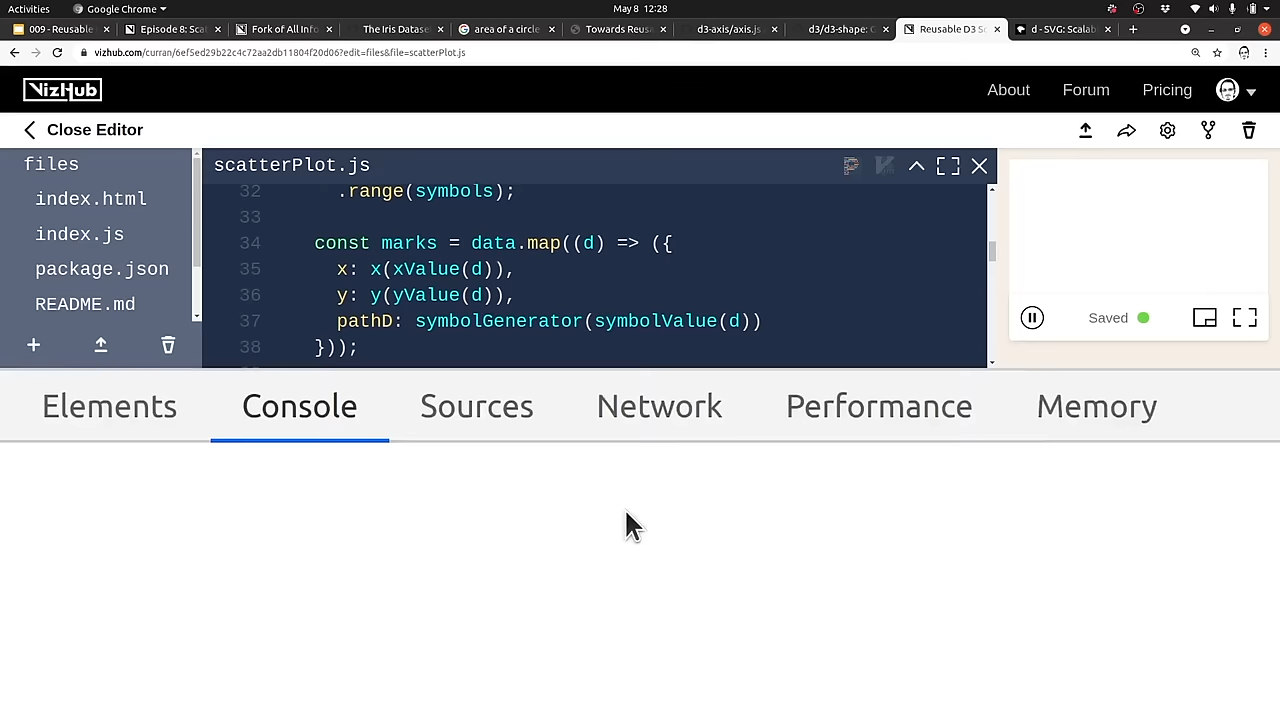 Activities
Google Chrome
May 8 12:28
009 - Reusable
Episode 8: Scat
Fork of All Info
The Iris Datase
area of a circle
Towards Reusa
d3-axis/axis.js
d3/d3-shape: G
Reusable D3 Sc
d - SVG: Scalab
vizhub.com/curran/6ef5ed29b22c4c72aa2db11804f20d06?edit=files&file=scatterPlot.js
VizHub
About
Forum
Pricing
Close Editor
files
index.html
index.js
package.json
README.md
scatterPlot.js
32 .range(symbols);
33
34 const marks = data.map((d) => ({
35 x: x(xValue(d)),
36 y: y(yValue(d)),
37 pathD: symbolGenerator(symbolValue(d))
38 }));
Saved
Elements
Console
Sources
Network
Performance
Memory